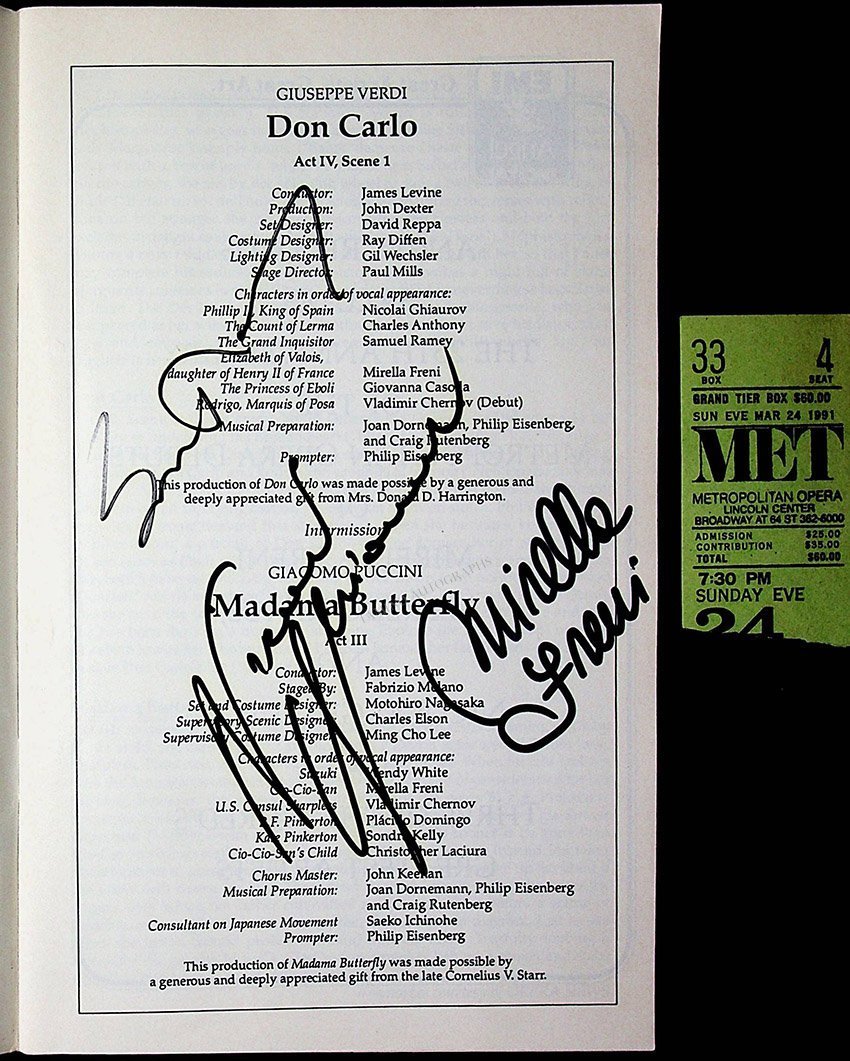 GIUSEPPE VERDI
Don Carlo
Act IV, Scene 1
Conductor: James Levine
Production: John Dexter
Set Designer: David Reppa
Costume Designer: Ray Diffen
Lighting Designer: Gil Wechsler
Stage Director: Paul Mills
Characters in order of vocal appearance:
Phillip II, King of Spain Nicolai Ghiaurov
The Count of Lerma Charles Anthony
The Grand Inquisitor Samuel Ramey
Elizabeth of Valois,
daughter of Henry II of France Mirella Freni
The Princess of Eboli Giovanna Casolla
Rodrigo, Marquis of Posa Vladimir Chernov (Debut)
Musical Preparation: Joan Dornemann, Philip Eisenberg,
and Craig Rutenberg
Prompter: Philip Eisenberg
This production of Don Carlo was made possible by a generous and
deeply appreciated gift from Mrs. Donald D. Harrington.
Intermission
GIACOMO PUCCINI
Madama Butterfly
Act III
Conductor: James Levine
Staged By: Fabrizio Melano
Set and Costume Designer: Motohiro Nagasaka
Supervisory Scenic Designer: Charles Elson
Supervisory Costume Designer: Ming Cho Lee
Characters in order of vocal appearance:
Suzuki Wendy White
Cio-Cio-San Mirella Freni
U.S. Consul Sharpless Vladimir Chernov
B.F. Pinkerton Plácido Domingo
Kate Pinkerton Sondra Kelly
Cio-Cio-San's Child Christopher Laciura
Chorus Master: John Keenan
Musical Preparation: Joan Dornemann, Philip Eisenberg
and Craig Rutenberg
Consultant on Japanese Movement Saeko Ichinohe
Prompter: Philip Eisenberg
This production of Madama Butterfly was made possible by
a generous and deeply appreciated gift from the late Cornelius V. Starr.
Mirella
Freni
AUTOGRAPHS
33 4
BOX SEAT
GRAND TIER BOX $60.00
SUN EVE MAR 24 1991
MET
METROPOLITAN OPERA
LINCOLN CENTER
BROADWAY AT 64 ST 362-6000
ADMISSION $25.00
CONTRIBUTION $35.00
TOTAL $60.00
7:30 PM
SUNDAY EVE
24